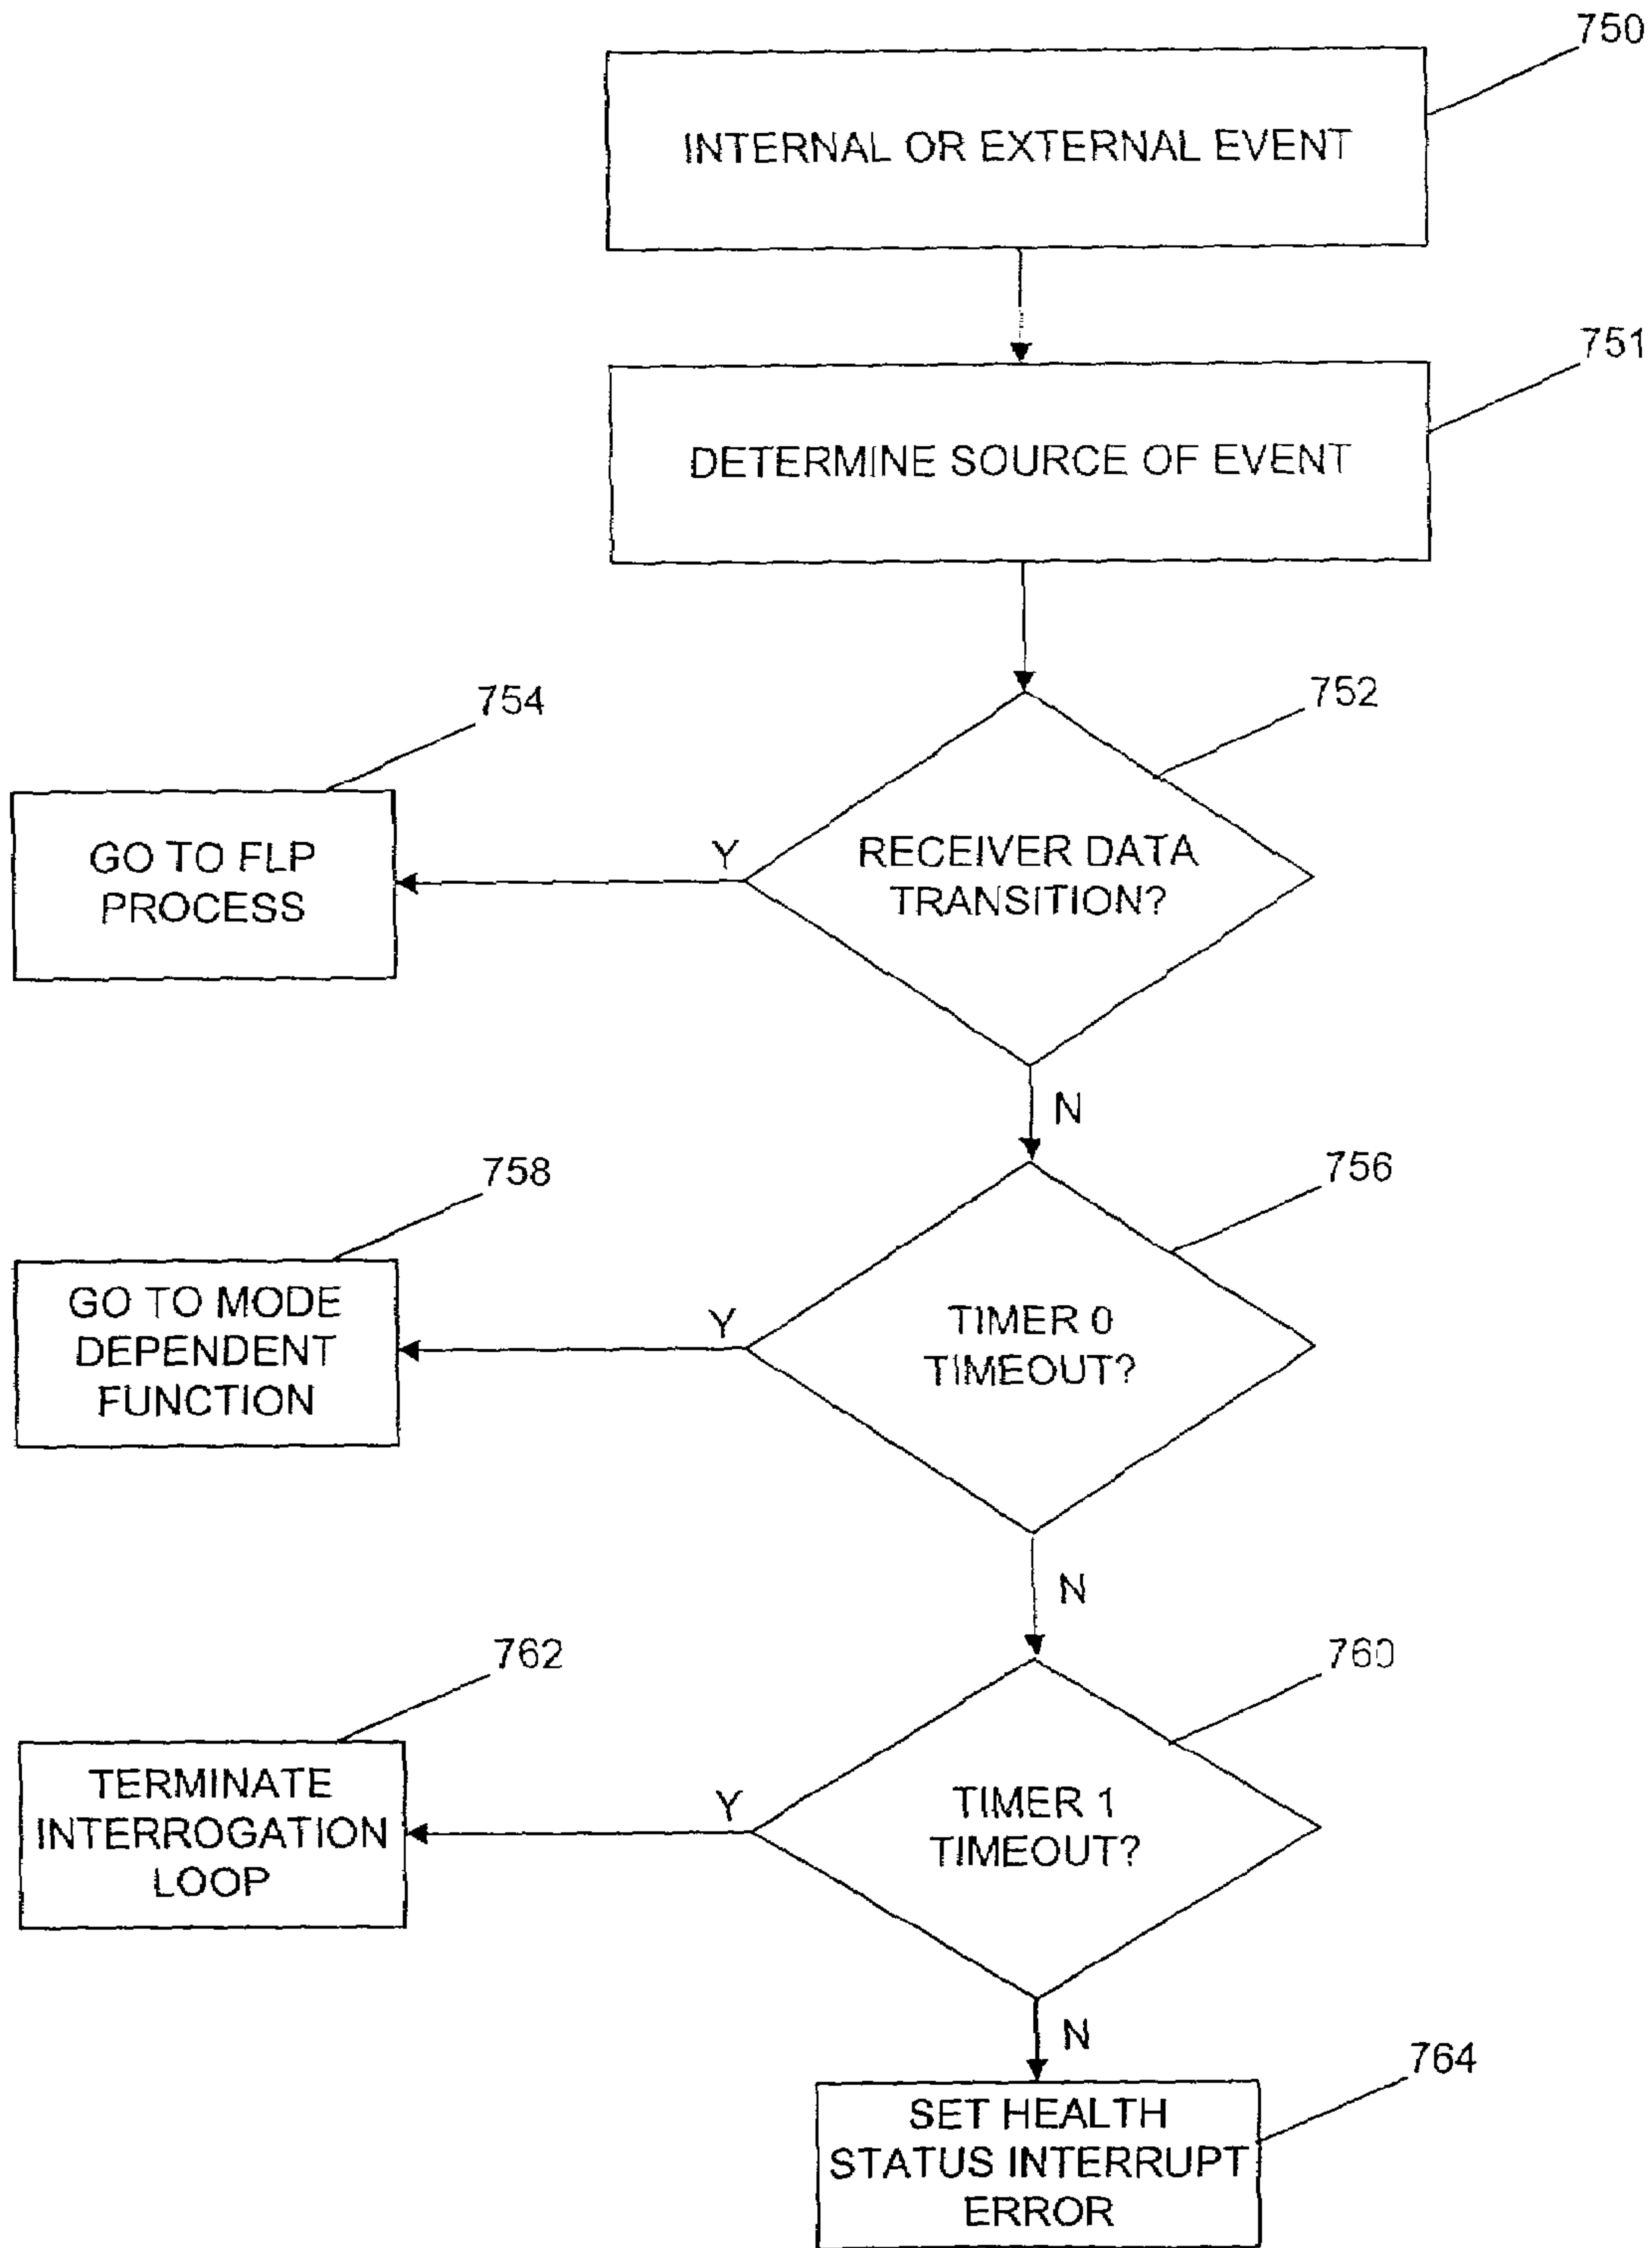 750
INTERNAL OR EXTERNAL EVENT
751
DETERMINE SOURCE OF EVENT
752
754
RECEIVER DATA
TRANSITION?
Y
GO TO FLP
PROCESS
N
756
758
TIMER 0
TIMEOUT?
Y
GO TO MODE
DEPENDENT
FUNCTION
N
760
762
TIMER 1
TIMEOUT?
Y
TERMINATE
INTERROGATION
LOOP
N
764
SET HEALTH
STATUS INTERRUPT
ERROR